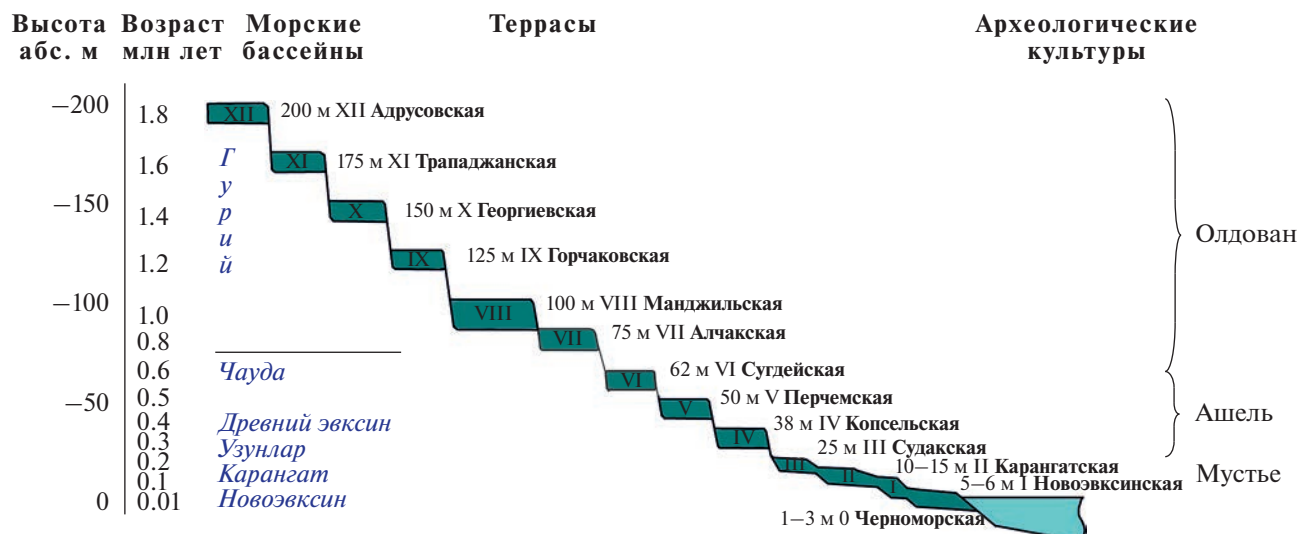 Высота Возраст Морские Террасы Археологические
абс. м млн лет бассейны культуры
–200 1.8 XII 200 м XII Адрусовская
1.6 XI 175 м XI Трападжанская
Гурий
–150 1.4 X 150 м X Георгиевская
Олдован
1.2 IX 125 м IX Горчаковская
–100 1.0 VIII 100 м VIII Манджильская
0.8 VII 75 м VII Алчакская
0.6 Чауда VI 62 м VI Сугдейская
–50 0.5 V 50 м V Перчемская
Ашель
0.4 Древний эвксин IV 38 м IV Копсельская
0.3 Узунлар III 25 м III Судакская
0.2 Карангат II 10–15 м II Карангатская Мустье
0.1 I 5–6 м I Новоэвксинская
0 0.01 Новоэвксин
1–3 м 0 Черноморская